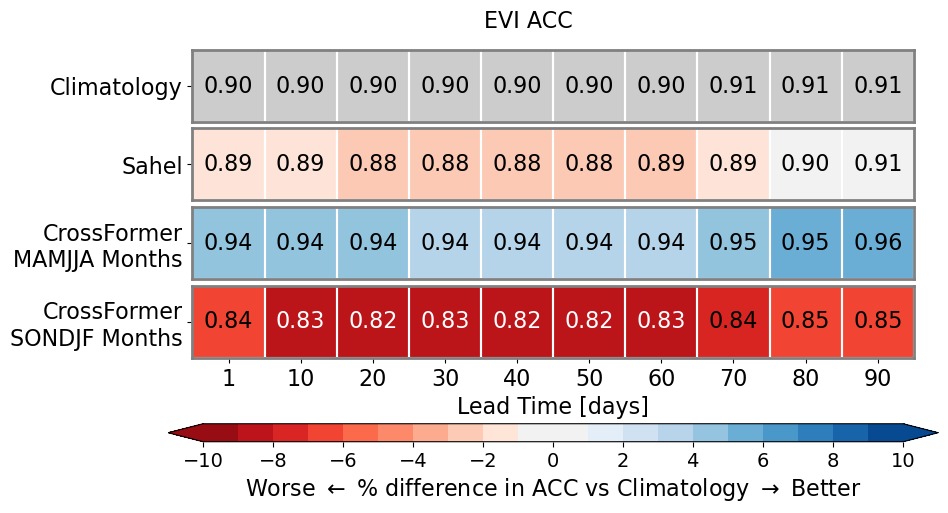 EVI ACC
Climatology 0.90 0.90 0.90 0.90 0.90 0.90 0.90 0.91 0.91 0.91
Sahel 0.89 0.89 0.88 0.88 0.88 0.88 0.89 0.89 0.90 0.91
CrossFormer
MAMJJA Months 0.94 0.94 0.94 0.94 0.94 0.94 0.94 0.95 0.95 0.96
CrossFormer
SONDJF Months 0.84 0.83 0.82 0.83 0.82 0.82 0.83 0.84 0.85 0.85
1 10 20 30 40 50 60 70 80 90
Lead Time [days]
−10 −8 −6 −4 −2 0 2 4 6 8 10
Worse ← % difference in ACC vs Climatology → Better